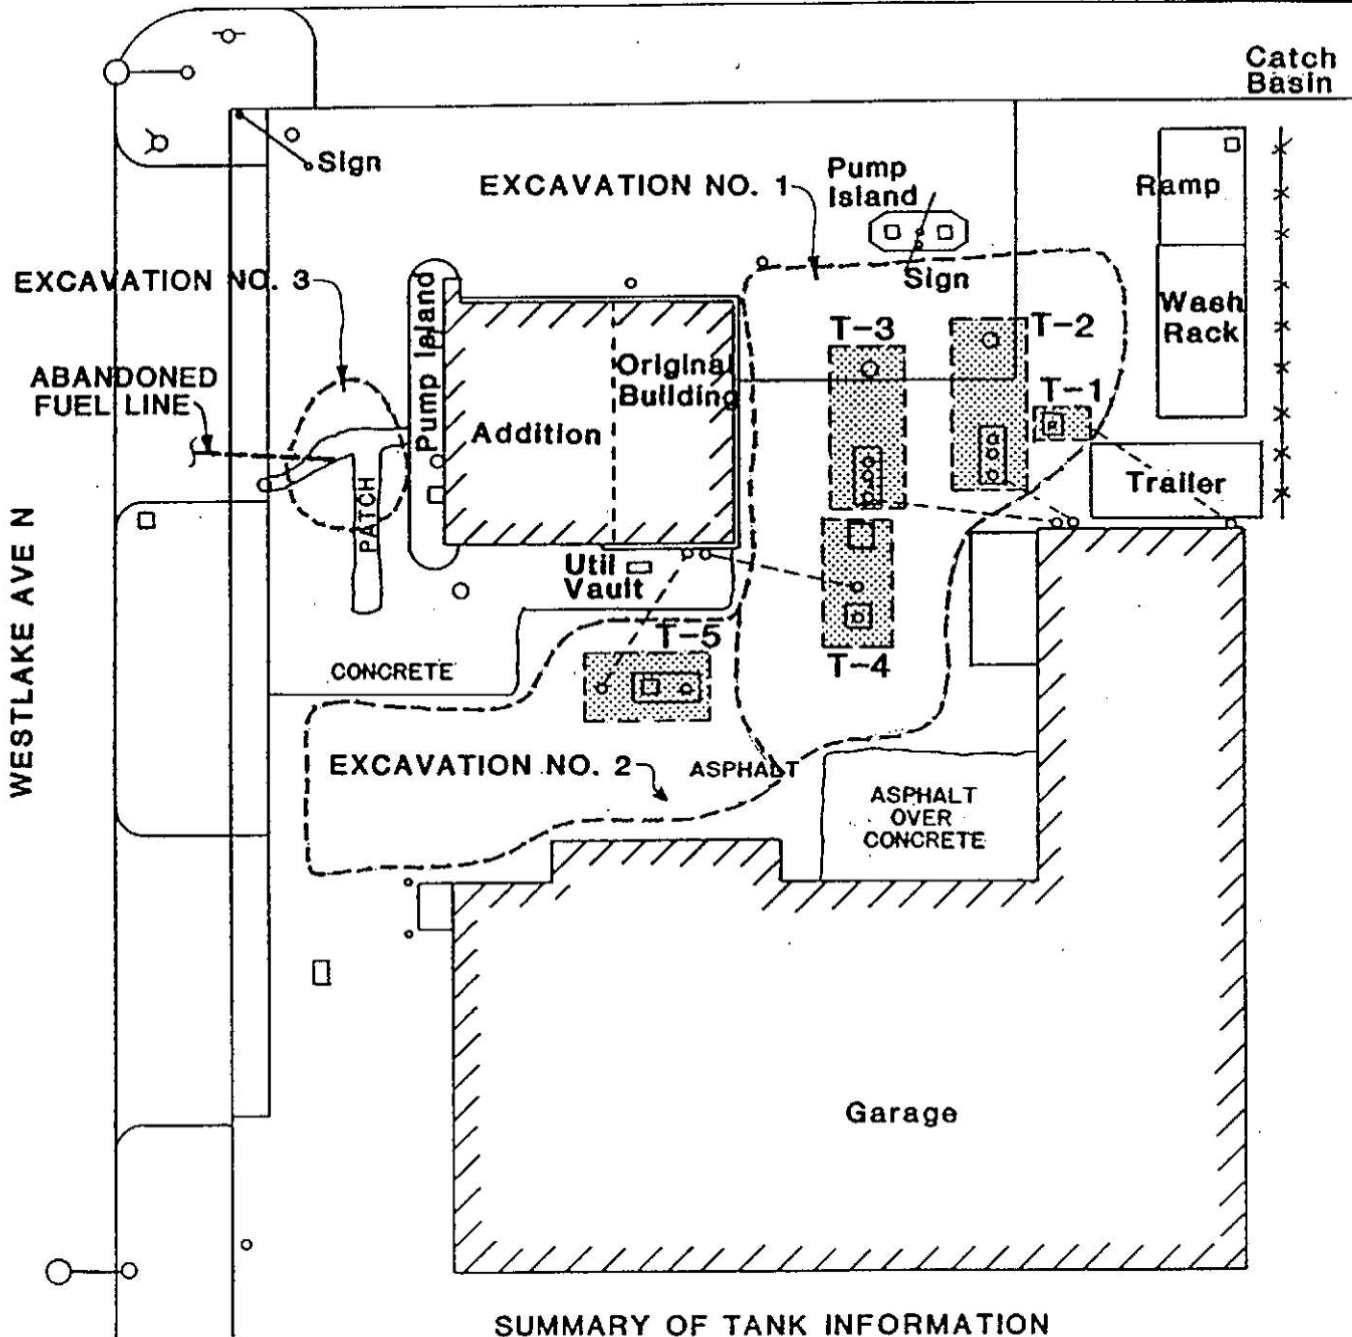 Catch
Basin
Sign
EXCAVATION NO. 1
Pump
Island
Ramp
EXCAVATION NO. 3
Sign
Pump Island
Wash
Rack
T-3
T-2
Original
Building
ABANDONED
FUEL LINE
T-1
Addition
Trailer
PATCH
WESTLAKE AVE N
Util
Vault
T-5
T-4
CONCRETE
EXCAVATION NO. 2
ASPHALT
ASPHALT
OVER
CONCRETE
Garage
SUMMARY OF TANK INFORMATION